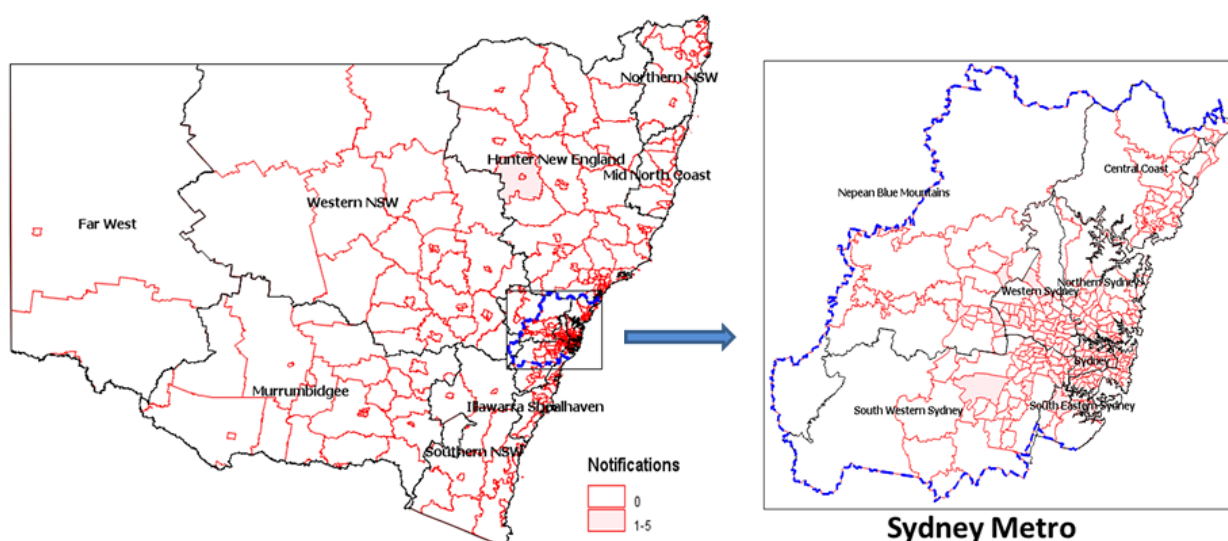 Northern NSW
Hunter New England
Mid North Coast
Western NSW
Far West
Murrumbidgee
Illawarra Shoalhaven
Southern NSW
Notifications
0
1-5
Central Coast
Nepean Blue Mountains
Northern Sydney
Western Sydney
Sydney
South Western Sydney
South Eastern Sydney
Sydney Metro